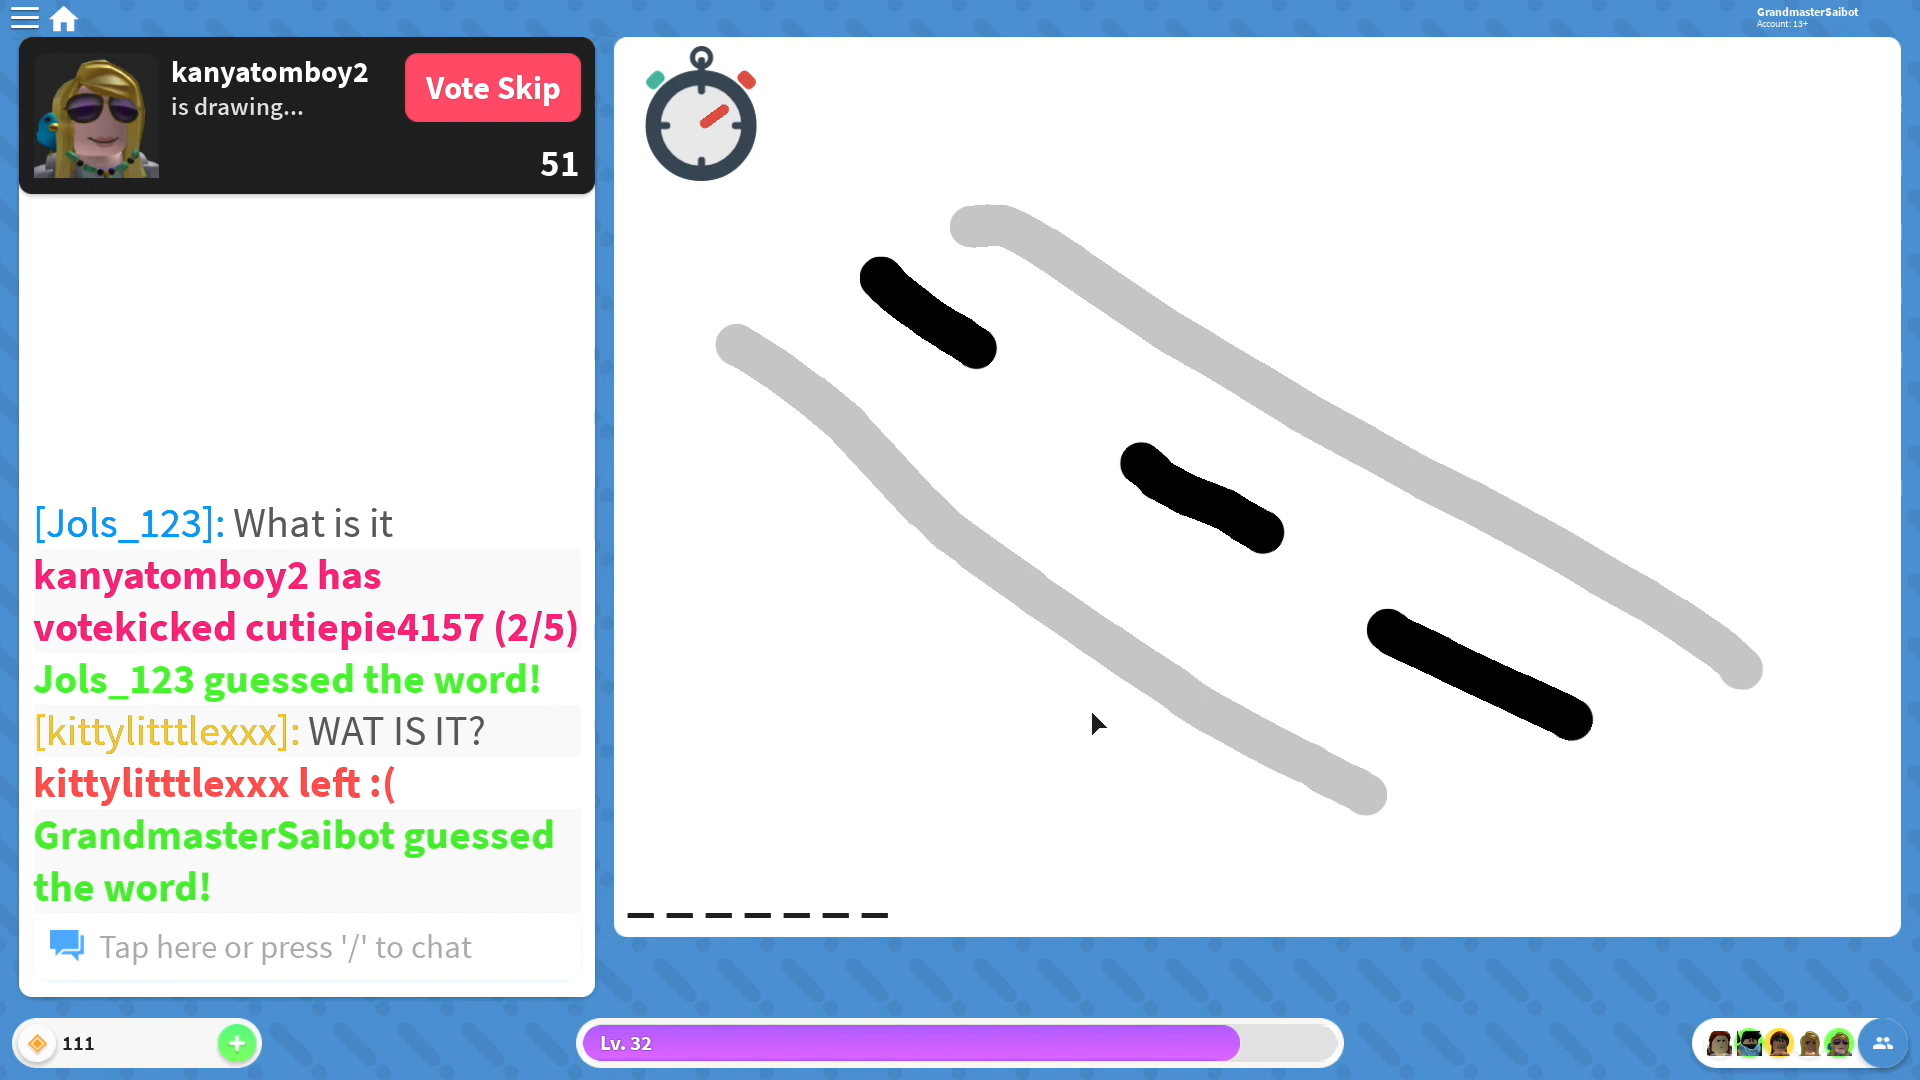 GrandmasterSaibot
Account: 13+
kanyatomboy2
is drawing...
Vote Skip
51
[Jols_123]: What is it
kanyatomboy2 has
votekicked cutiepie4157 (2/5)
Jols_123 guessed the word!
[kittylitttlexxx]: WAT IS IT?
kittylitttlexxx left :(
GrandmasterSaibot guessed
the word!
Tap here or press '/' to chat
_ _ _ _ _ _ _
111
+
Lv. 32